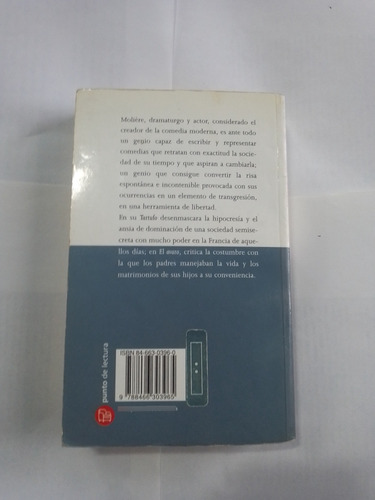 Molière, dramaturgo y actor, considerado el
creador de la comedia moderna, es ante todo
un genio capaz de escribir y representar
comedias que retratan con exactitud la socie-
dad de su tiempo y que aspiran a cambiarla;
un genio que consigue convertir la risa
espontánea e incontenible provocada con sus
ocurrencias en un elemento de transgresión,
en una herramienta de libertad.
En su Tartufo desenmascara la hipocresía y el
ansia de dominación de una sociedad semise-
creta con mucho poder en la Francia de aque-
llos días; en El avaro, critica la costumbre con
la que los padres manejaban la vida y los
matrimonios de sus hijos a su conveniencia.
punto de lectura
ISBN 84-663-0396-0
9 788466 303965